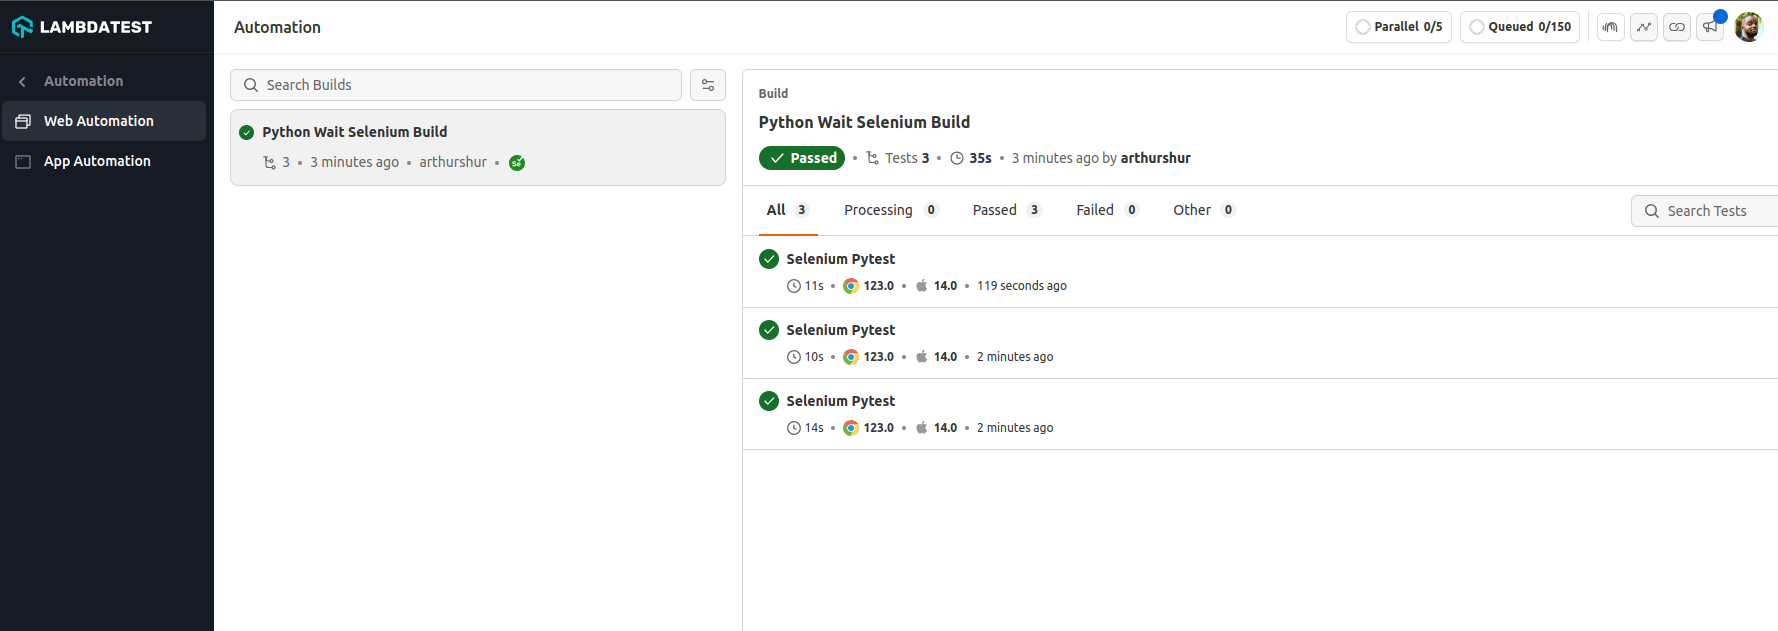 LAMBDATEST
Automation
Parallel 0/5
Queued 0/150
Automation
Web Automation
App Automation
Search Builds
Python Wait Selenium Build
3 • 3 minutes ago • arthurshur • se
Build
Python Wait Selenium Build
Passed • Tests 3 • 35s • 3 minutes ago by arthurshur
All 3 Processing 0 Passed 3 Failed 0 Other 0
Search Tests
Selenium Pytest
11s • 123.0 • 14.0 • 119 seconds ago
Selenium Pytest
10s • 123.0 • 14.0 • 2 minutes ago
Selenium Pytest
14s • 123.0 • 14.0 • 2 minutes ago